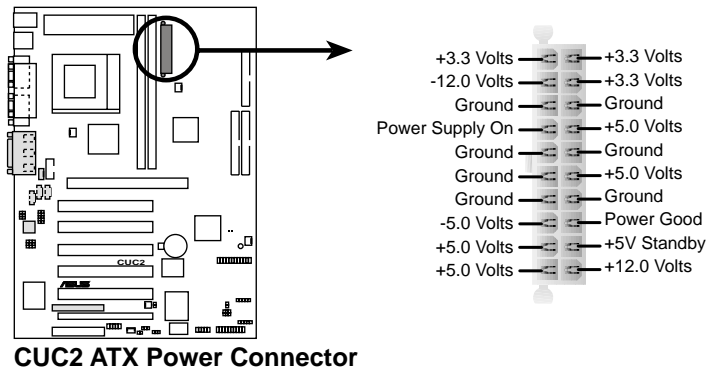 +3.3 Volts +3.3 Volts
-12.0 Volts +3.3 Volts
Ground Ground
Power Supply On +5.0 Volts
Ground Ground
Ground +5.0 Volts
Ground Ground
-5.0 Volts Power Good
+5.0 Volts +5V Standby
+5.0 Volts +12.0 Volts
CUC2
ASUS
CUC2 ATX Power Connector